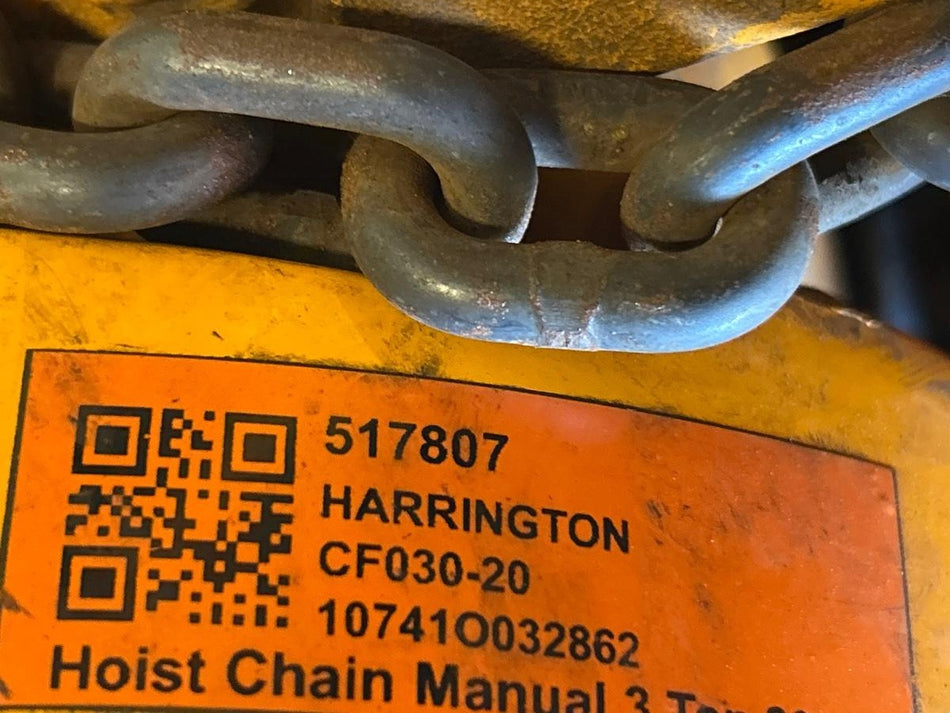 517807
HARRINGTON
CF030-20
10741O032862
Hoist Chain Manual 3 Ton